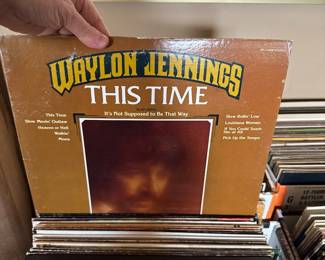 WAYLON JENNINGS
THIS TIME
It's Not Supposed to Be That Way
This Time
Slow Movin' Outlaw
Heaven or Hell
Walkin'
Mona
Slow Rollin' Low
Louisiana Women
If You Could Touch
Her at All
Pick Up the Tempo